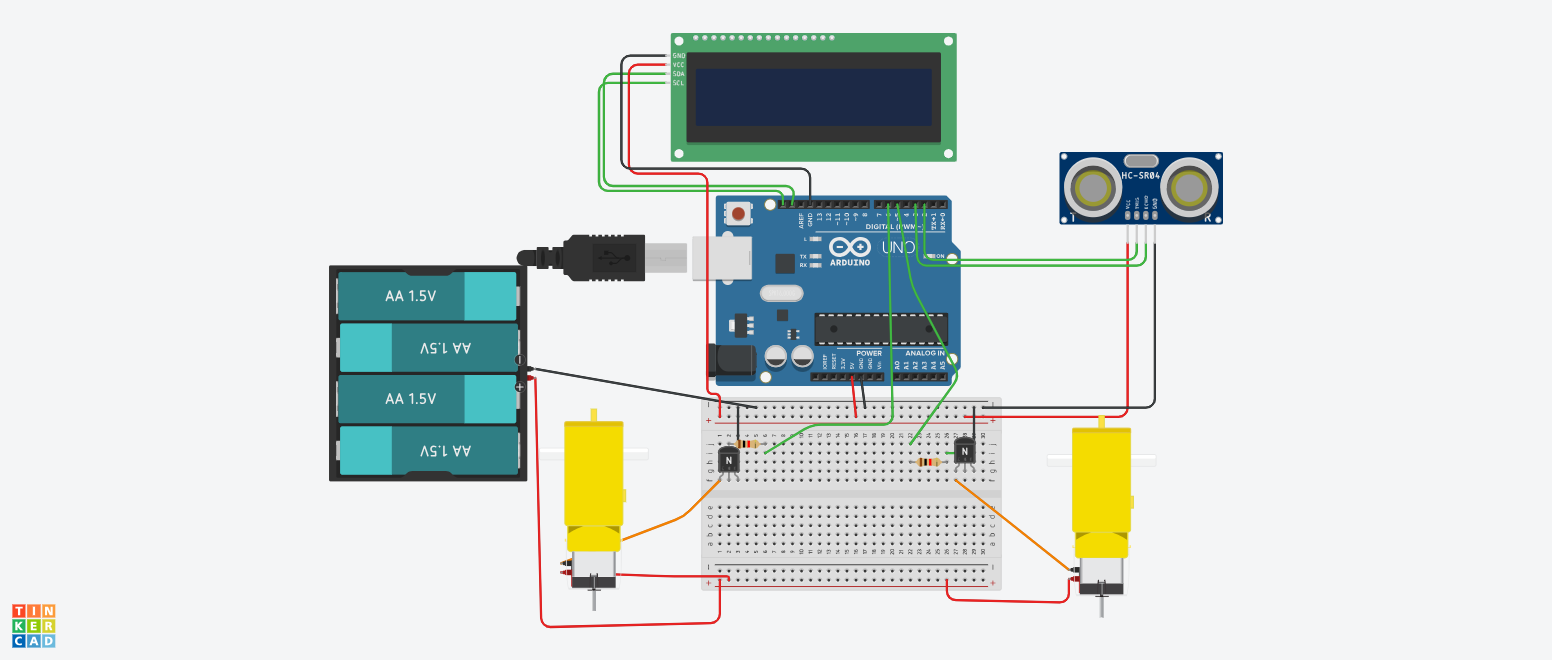 GND
VCC
SDA
SCL
HC-SR04
VCC
TRIG
ECHO
GND
T
R
AREF
GND
13
12
~11
~10
~9
8
7
4
2
TX→1
RX←0
DIGITAL (PWM~)
L
TX
RX
ARDUINO
UNO
ON
AA 1.5V
AA 1.5V
AA 1.5V
AA 1.5V
POWER
ANALOG IN
IOREF
RESET
3.3V
5V
GND
GND
Vin
A0
A1
A2
A3
A4
A5
N
N
j
i
h
g
f
e
d
c
b
a
TIN
KER
CAD